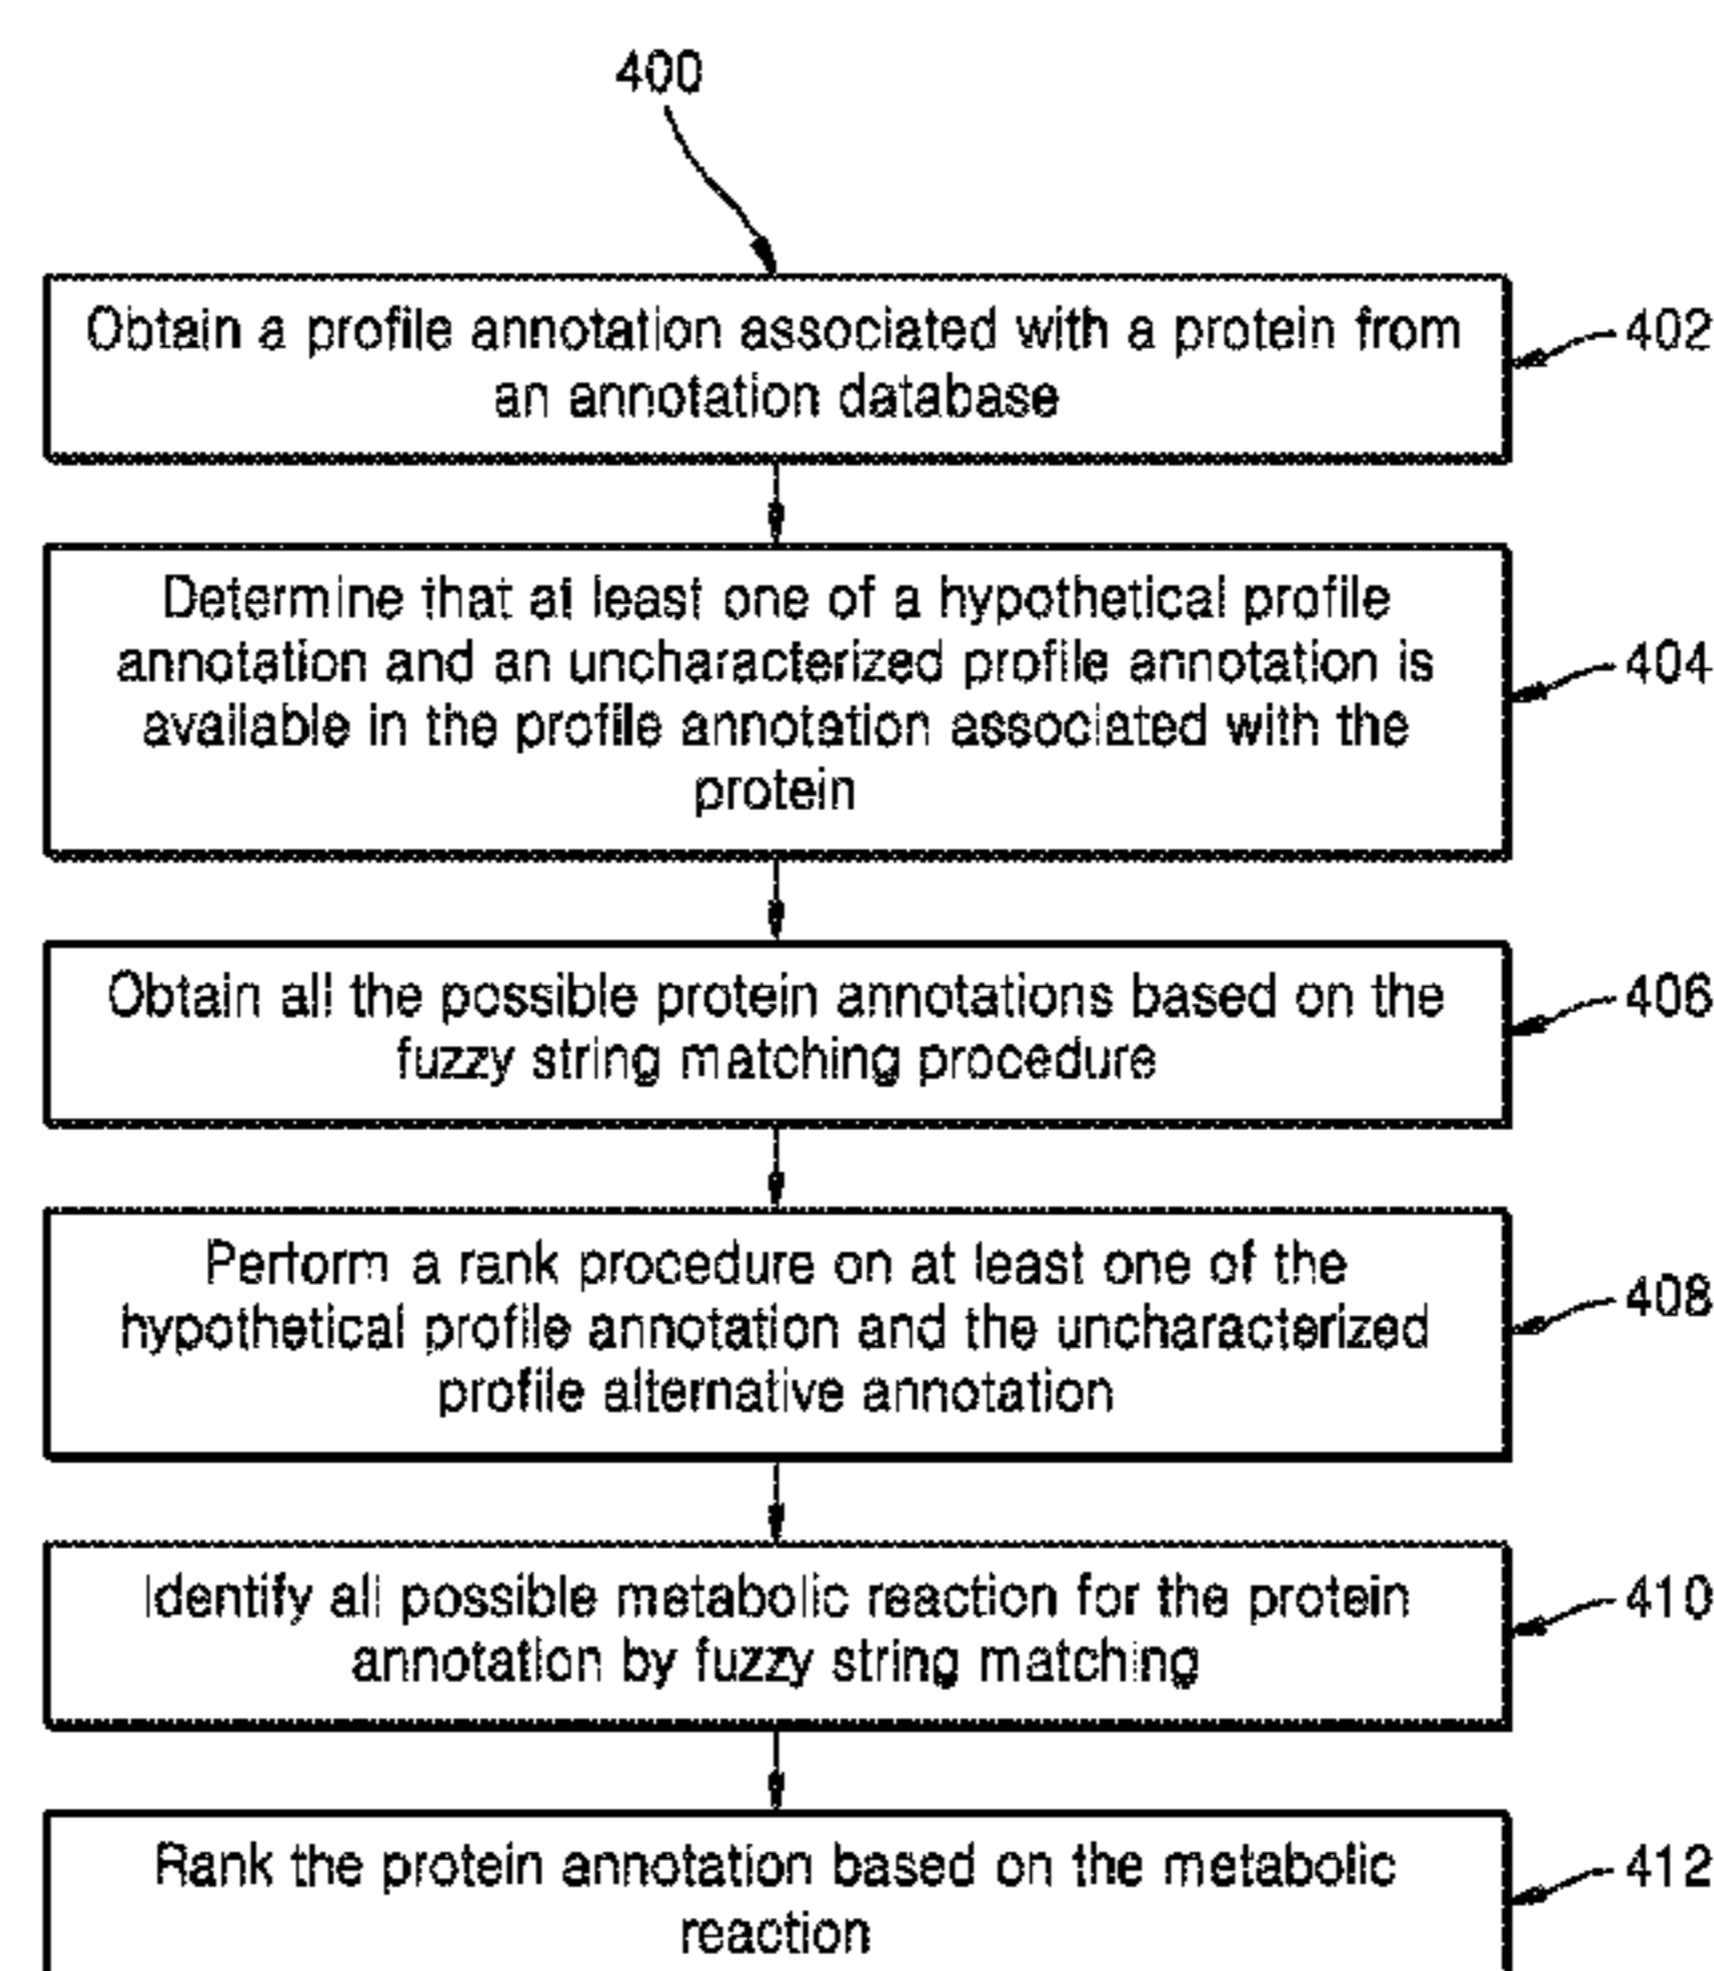 400
Obtain a profile annotation associated with a protein from
an annotation database
402
Determine that at least one of a hypothetical profile
annotation and an uncharacterized profile annotation is
available in the profile annotation associated with the
protein
404
Obtain all the possible protein annotations based on the
fuzzy string matching procedure
406
Perform a rank procedure on at least one of the
hypothetical profile annotation and the uncharacterized
profile alternative annotation
408
Identify all possible metabolic reaction for the protein
annotation by fuzzy string matching
410
Rank the protein annotation based on the metabolic
reaction
412